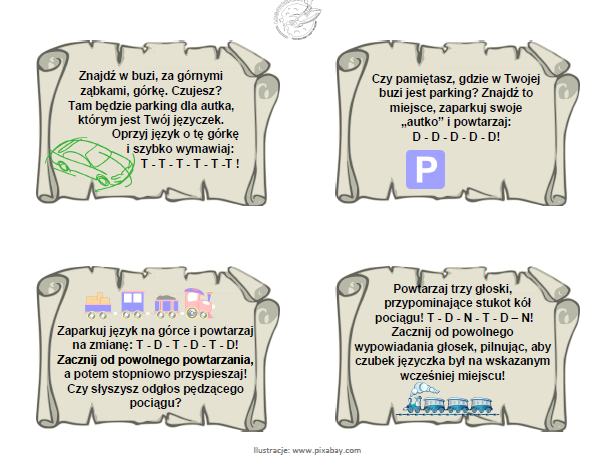 Znajdź w buzi, za górnymi
ząbkami, górkę. Czujesz?
Tam będzie parking dla autka,
którym jest Twój języczek.
Oprzyj język o tę górkę
i szybko wymawiaj:
T - T - T - T - T -T !
Czy pamiętasz, gdzie w Twojej
buzi jest parking? Znajdź to
miejsce, zaparkuj swoje
„autko” i powtarzaj:
D - D - D - D - D!
P
Zaparkuj język na górce i powtarzaj
na zmianę: T - D - T - D - T - D!
Zacznij od powolnego powtarzania,
a potem stopniowo przyspieszaj!
Czy słyszysz odgłos pędzącego
pociągu?
Powtarzaj trzy głoski,
przypominające stukot kół
pociągu! T - D - N - T - D – N!
Zacznij od powolnego
wypowiadania głosek, pilnując, aby
czubek języczka był na wskazanym
wcześniej miejscu!
Ilustracje: www.pixabay.com